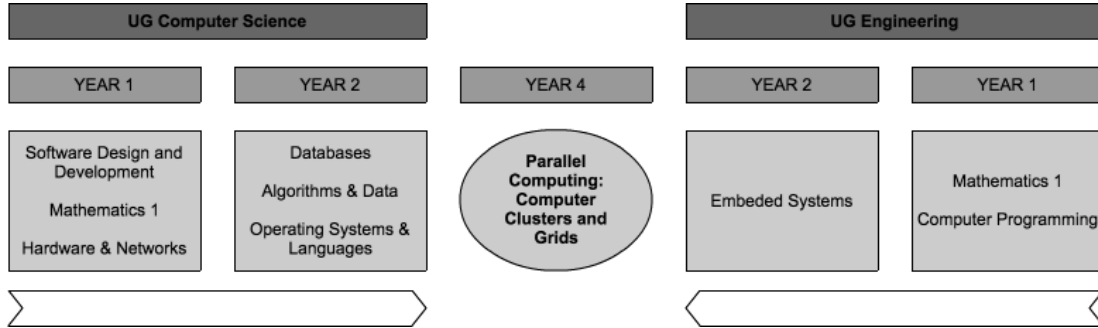 UG Computer Science
UG Engineering
YEAR 1
YEAR 2
YEAR 4
YEAR 2
YEAR 1
Software Design and
Development
Mathematics 1
Hardware & Networks
Databases
Algorithms & Data
Operating Systems &
Languages
Parallel
Computing:
Computer
Clusters and
Grids
Embeded Systems
Mathematics 1
Computer Programming